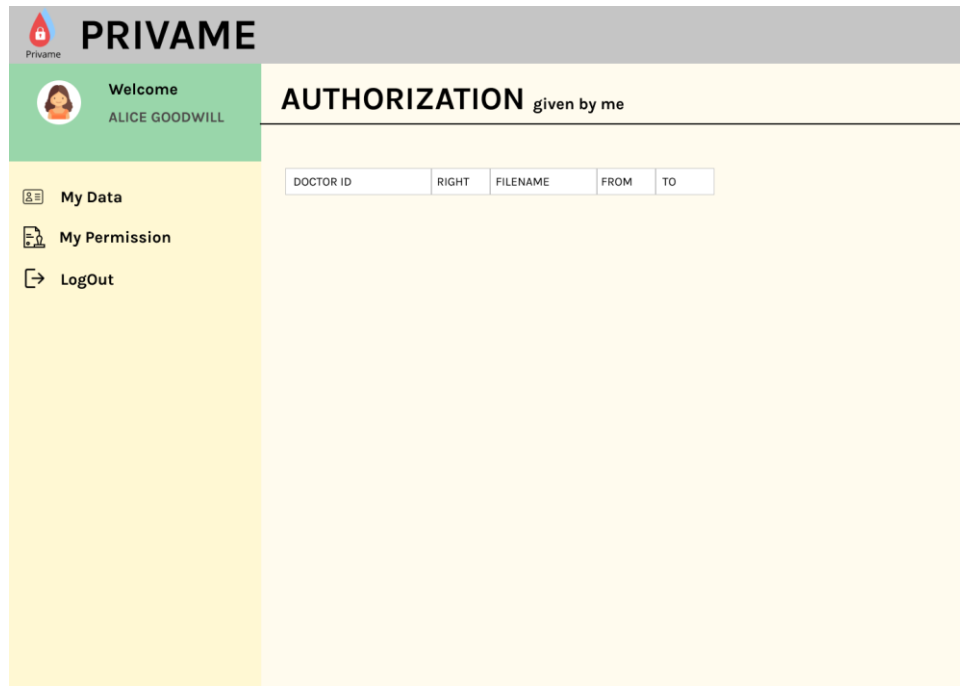 Privame
PRIVAME
Welcome
ALICE GOODWILL
My Data
My Permission
LogOut
AUTHORIZATION given by me
DOCTOR ID RIGHT FILENAME FROM TO